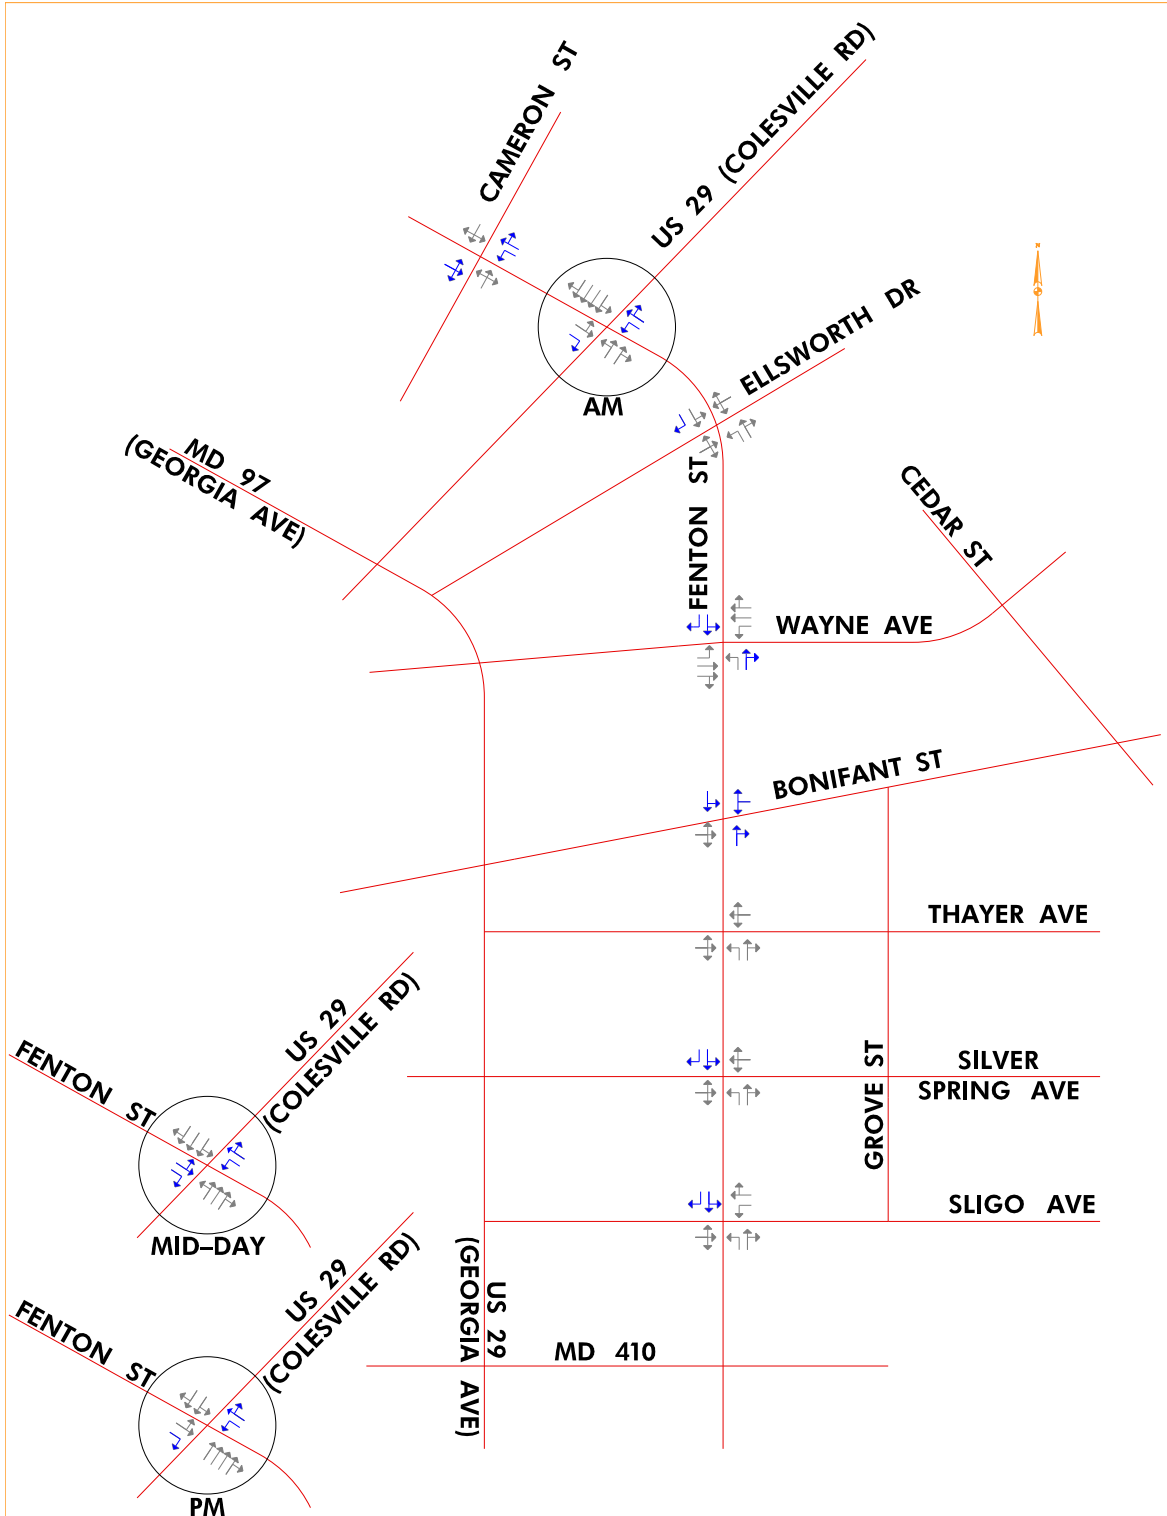 CAMERON ST
US 29 (COLESVILLE RD)
N
ELLSWORTH DR
AM
MD 97
(GEORGIA AVE)
FENTON ST
CEDAR ST
WAYNE AVE
BONIFANT ST
THAYER AVE
US 29
(COLESVILLE RD)
FENTON ST
MID–DAY
GROVE ST
SILVER
SPRING AVE
SLIGO AVE
US 29
(GEORGIA AVE)
MD 410
US 29
(COLESVILLE RD)
FENTON ST
PM